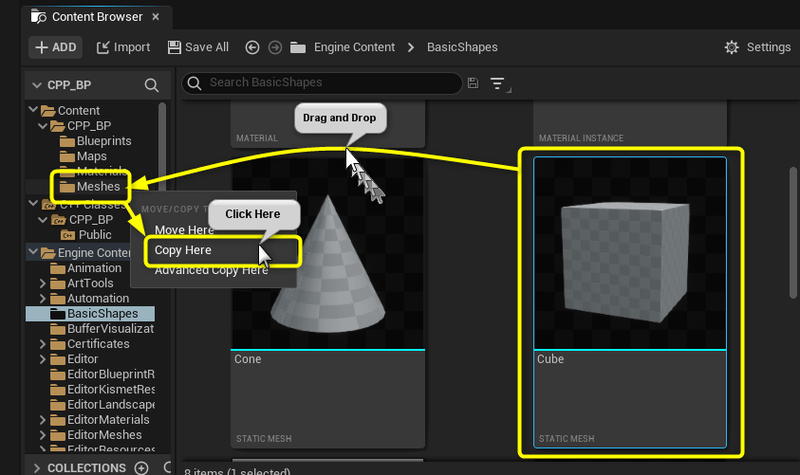 Content Browser
ADD
Import
Save All
Engine Content
BasicShapes
Settings
CPP_BP
Search BasicShapes
Content
CPP_BP
Blueprints
Maps
Materials
Meshes
C++ Classes
CPP_BP
Public
Engine Content
Animation
ArtTools
Automation
BasicShapes
BufferVisualizat
Certificates
Editor
EditorBlueprintR
EditorKismetRes
EditorLandscape
EditorMaterials
EditorMeshes
EditorResources
COLLECTIONS
MATERIAL
MATERIAL INSTANCE
Drag and Drop
MOVE/COPY T
Click Here
Move Here
Copy Here
Advanced Copy Here
Cone
STATIC MESH
Cube
STATIC MESH
8 items (1 selected)